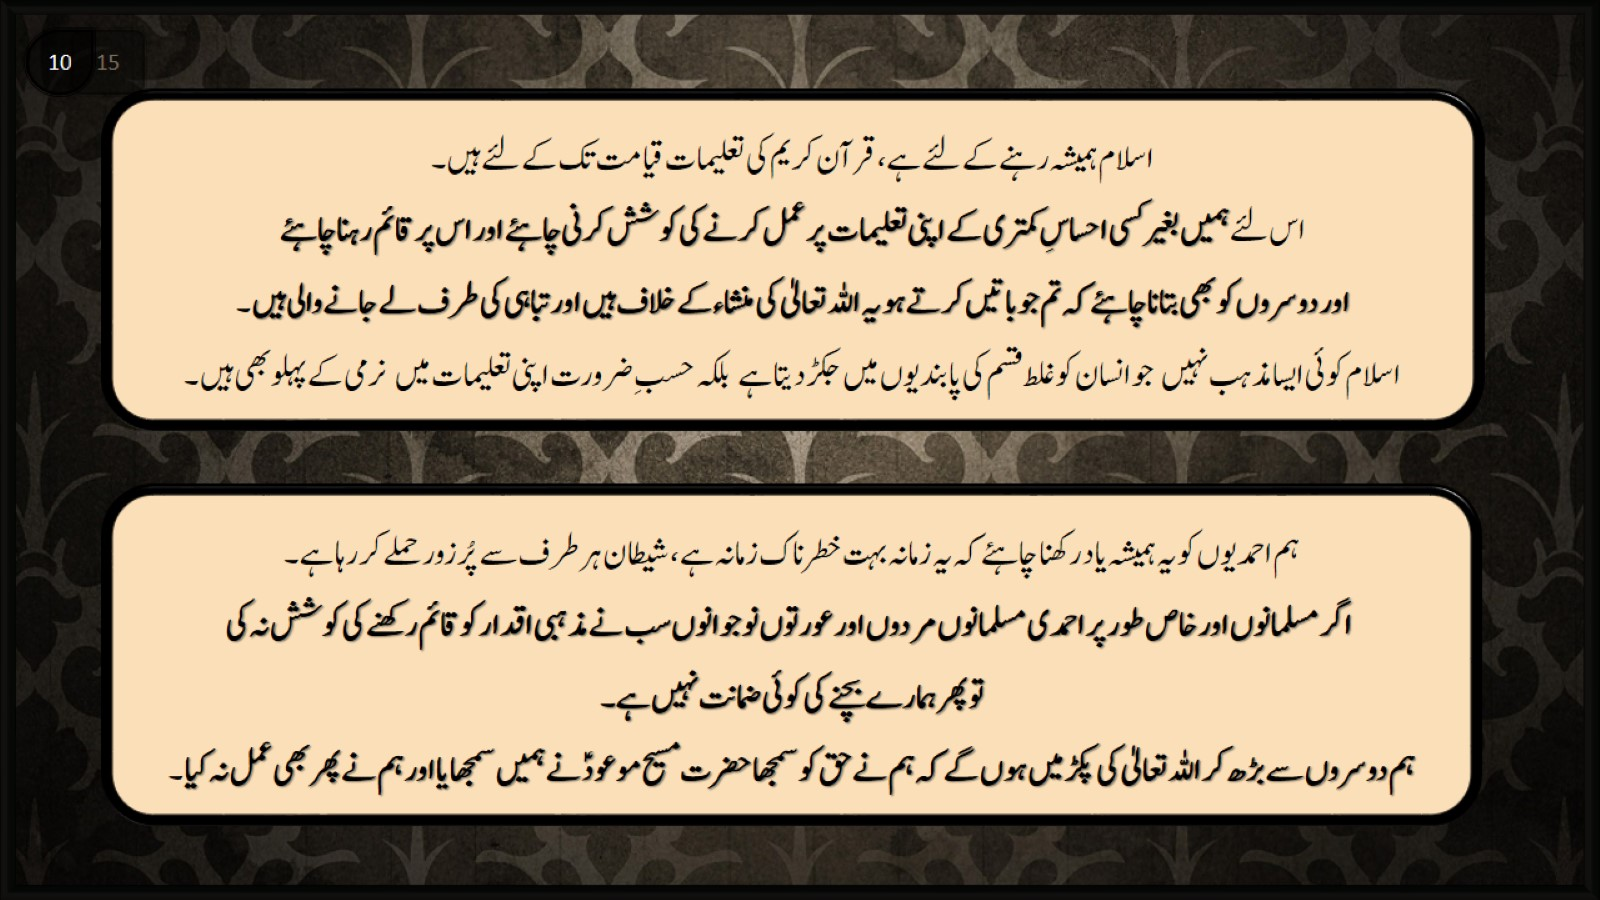 10 15
اسلام ہمیشہ رہنے کے لئے ہے، قرآن کریم کی تعلیمات قیامت تک کے لئے ہیں۔
اس لئے ہمیں بغیر کسی احساسِ کمتری کے اپنی تعلیمات پر عمل کرنے کی کوشش کرنی چاہئے اور اس پر قائم رہنا چاہئے
اور دوسروں کو بھی بتانا چاہئے کہ تم جو باتیں کرتے ہو یہ اللہ تعالیٰ کی منشاء کے خلاف ہیں اور تباہی کی طرف لے جانے والی ہیں۔
اسلام کوئی ایسا مذہب نہیں جو انسان کو غلط قسم کی پابندیوں میں جکڑ دیتا ہے بلکہ حسبِ ضرورت اپنی تعلیمات میں نرمی کے پہلو بھی ہیں۔
ہم احمدیوں کو یہ ہمیشہ یاد رکھنا چاہئے کہ یہ زمانہ بہت خطرناک زمانہ ہے، شیطان ہر طرف سے پُر زور حملے کر رہا ہے۔
اگر مسلمانوں اور خاص طور پر احمدی مسلمانوں مردوں اور عورتوں نوجوانوں سب نے مذہبی اقدار کو قائم رکھنے کی کوشش نہ کی
تو پھر ہمارے بچنے کی کوئی ضمانت نہیں ہے۔
ہم دوسروں سے بڑھ کر اللہ تعالیٰ کی پکڑ میں ہوں گے کہ ہم نے حق کو سمجھا حضرت مسیح موعودؑ نے ہمیں سمجھایا اور ہم نے پھر بھی عمل نہ کیا۔